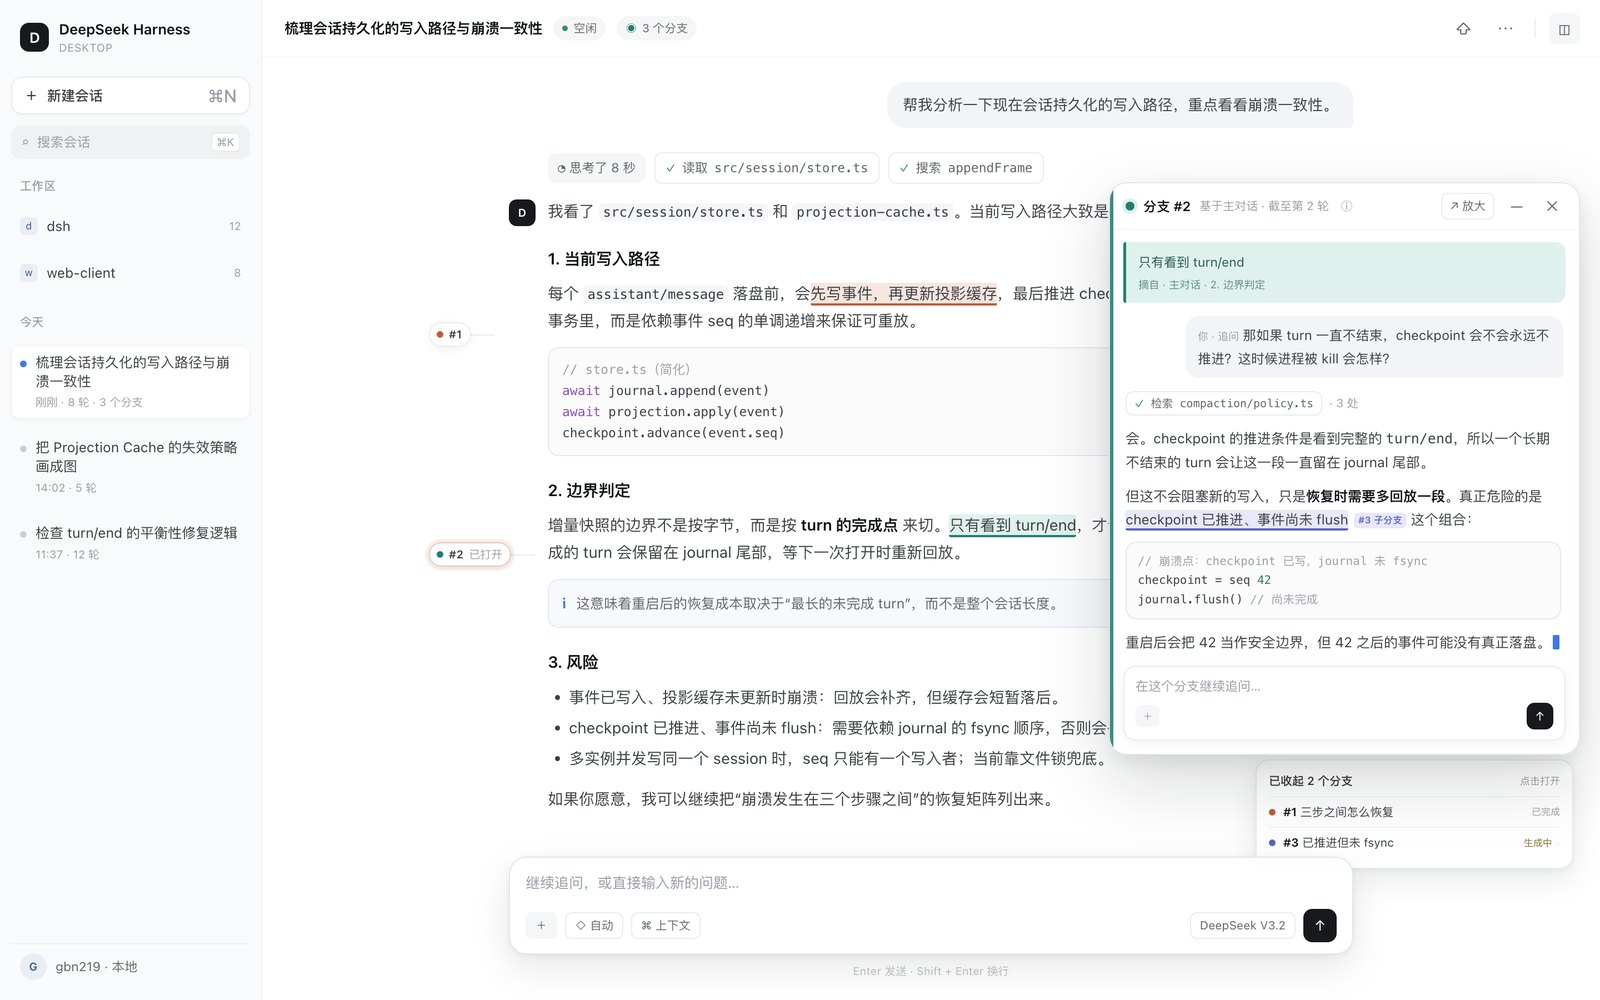 D
DeepSeek Harness
DESKTOP
+ 新建会话 ⌘N
搜索会话 ⌘K
工作区
d dsh 12
w web-client 8
今天
梳理会话持久化的写入路径与崩
溃一致性
刚刚 · 8 轮 · 3 个分支
把 Projection Cache 的失效策略
画成图
14:02 · 5 轮
检查 turn/end 的平衡性修复逻辑
11:37 · 12 轮
G gbn219 · 本地
梳理会话持久化的写入路径与崩溃一致性 空闲 3 个分支
帮我分析一下现在会话持久化的写入路径，重点看看崩溃一致性。
思考了 8 秒 ✓ 读取 src/session/store.ts ✓ 搜索 appendFrame
D 我看了 src/session/store.ts 和 projection-cache.ts 。当前写入路径大致是
1. 当前写入路径
每个 assistant/message 落盘前，会先写事件，再更新投影缓存，最后推进 chec
事务里，而是依赖事件 seq 的单调递增来保证可重放。
#1
// store.ts（简化）
await journal.append(event)
await projection.apply(event)
checkpoint.advance(event.seq)
2. 边界判定
增量快照的边界不是按字节，而是按 turn 的完成点 来切。只有看到 turn/end，才
成的 turn 会保留在 journal 尾部，等下一次打开时重新回放。
#2 已打开
i 这意味着重启后的恢复成本取决于“最长的未完成 turn”，而不是整个会话长度。
3. 风险
• 事件已写入、投影缓存未更新时崩溃：回放会补齐，但缓存会短暂落后。
• checkpoint 已推进、事件尚未 flush：需要依赖 journal 的 fsync 顺序，否则会
• 多实例并发写同一个 session 时，seq 只能有一个写入者；当前靠文件锁兜底。
如果你愿意，我可以继续把“崩溃发生在三个步骤之间”的恢复矩阵列出来。
分支 #2 基于主对话 · 截至第 2 轮 ⓘ ↗ 放大 — ×
只有看到 turn/end
摘自 · 主对话 · 2. 边界判定
你 · 追问 那如果 turn 一直不结束，checkpoint 会不会永远不
推进？这时候进程被 kill 会怎样？
✓ 检索 compaction/policy.ts · 3 处
会。checkpoint 的推进条件是看到完整的 turn/end，所以一个长期
不结束的 turn 会让这一段一直留在 journal 尾部。
但这不会阻塞新的写入，只是恢复时需要多回放一段。真正危险的是
checkpoint 已推进、事件尚未 flush #3 子分支 这个组合：
// 崩溃点：checkpoint 已写，journal 未 fsync
checkpoint = seq 42
journal.flush() // 尚未完成
重启后会把 42 当作安全边界，但 42 之后的事件可能没有真正落盘。
在这个分支继续追问...
+ ↑
已收起 2 个分支 点击打开
#1 三步之间怎么恢复 已完成
#3 已推进但未 fsync 生成中
继续追问，或直接输入新的问题...
+ ◇ 自动 ⌘ 上下文 DeepSeek V3.2 ↑
Enter 发送 · Shift + Enter 换行